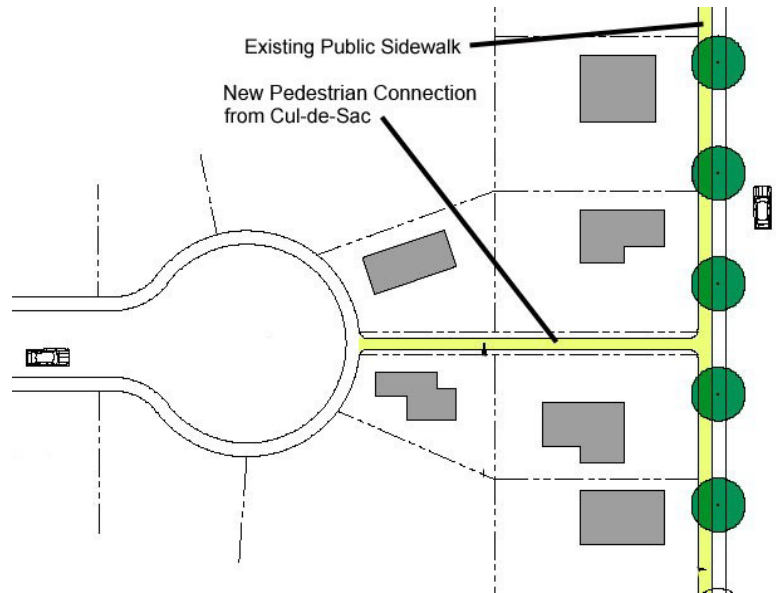 Existing Public Sidewalk
New Pedestrian Connection
from Cul-de-Sac